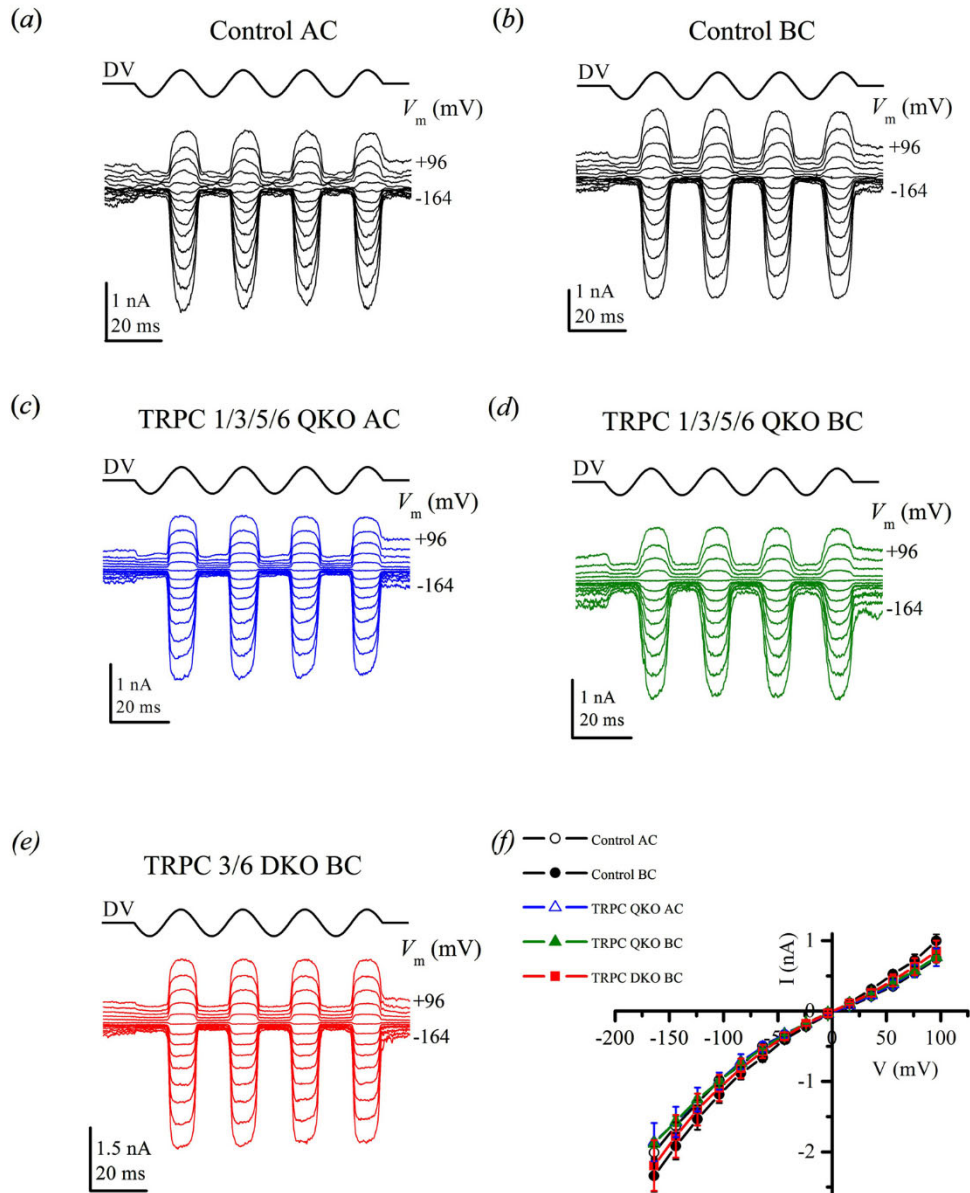 (a)
Control AC
DV
Vm (mV)
+96
-164
1 nA
20 ms
(b)
Control BC
DV
Vm (mV)
+96
-164
1 nA
20 ms
(c)
TRPC 1/3/5/6 QKO AC
DV
Vm (mV)
+96
-164
1 nA
20 ms
(d)
TRPC 1/3/5/6 QKO BC
DV
Vm (mV)
+96
-164
1 nA
20 ms
(e)
TRPC 3/6 DKO BC
DV
Vm (mV)
+96
-164
1.5 nA
20 ms
(f)
Control AC
Control BC
TRPC QKO AC
TRPC QKO BC
TRPC DKO BC
I (nA)
1
0
-200 -150 -100 -50 0 50 100
V (mV)
-1
-2